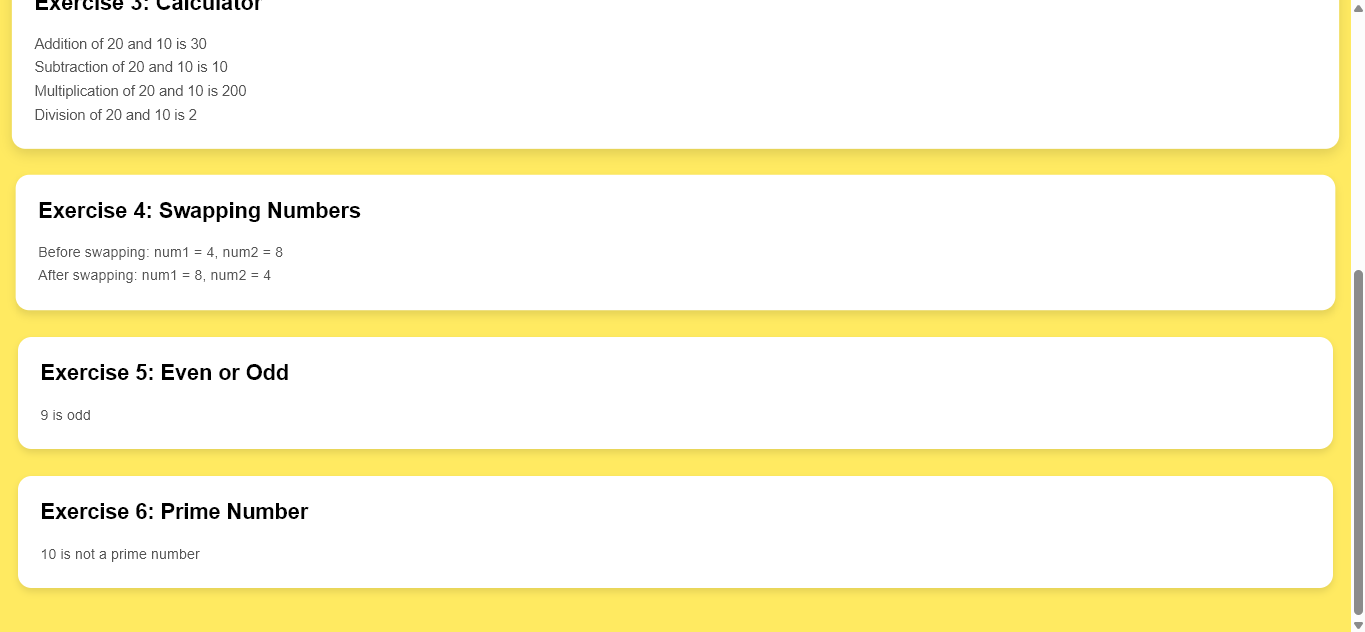 Exercise 3: Calculator
Addition of 20 and 10 is 30
Subtraction of 20 and 10 is 10
Multiplication of 20 and 10 is 200
Division of 20 and 10 is 2
Exercise 4: Swapping Numbers
Before swapping: num1 = 4, num2 = 8
After swapping: num1 = 8, num2 = 4
Exercise 5: Even or Odd
9 is odd
Exercise 6: Prime Number
10 is not a prime number